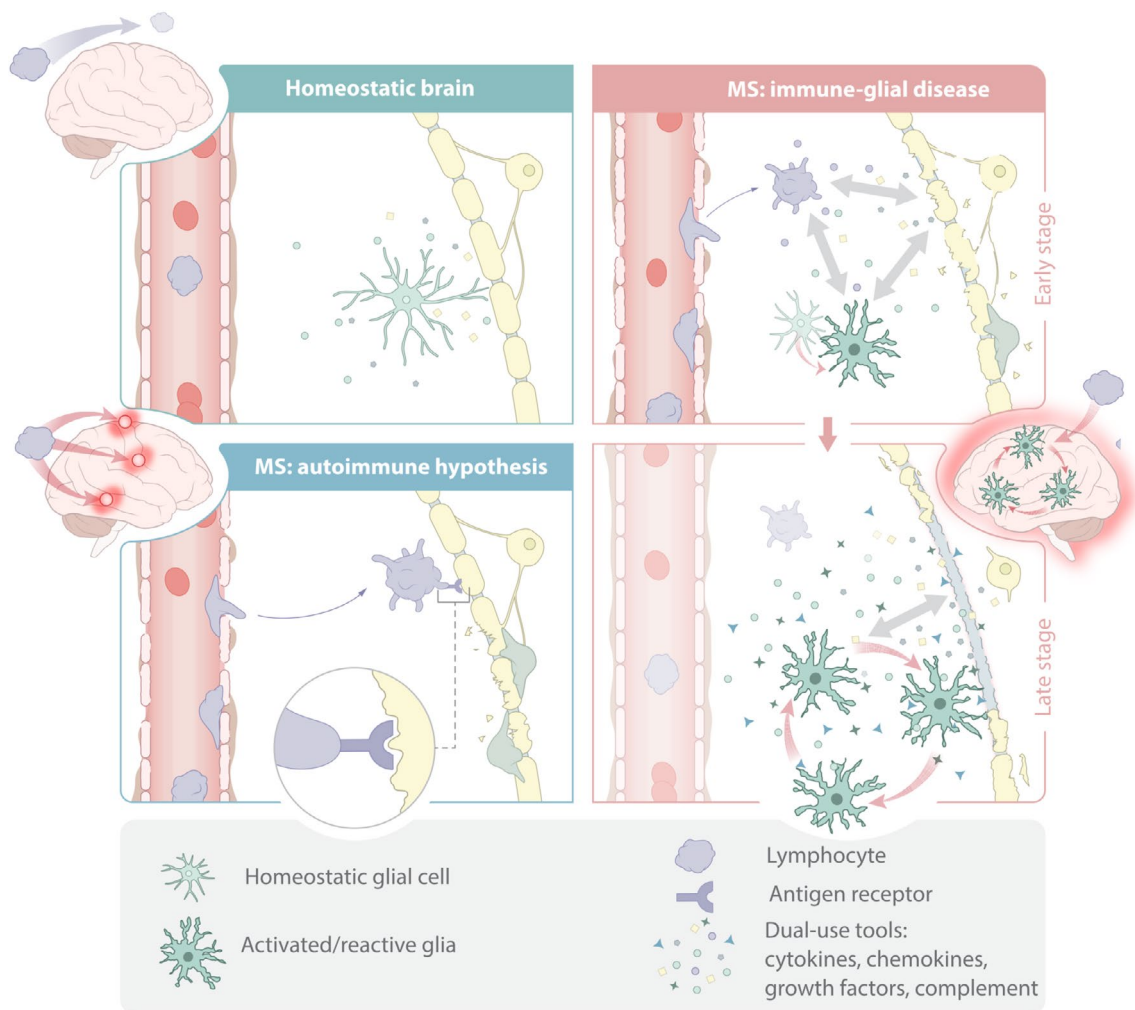 Homeostatic brain
MS: immune-glial disease
Early stage
MS: autoimmune hypothesis
Late stage
Homeostatic glial cell
Activated/reactive glia
Lymphocyte
Antigen receptor
Dual-use tools:
cytokines, chemokines,
growth factors, complement